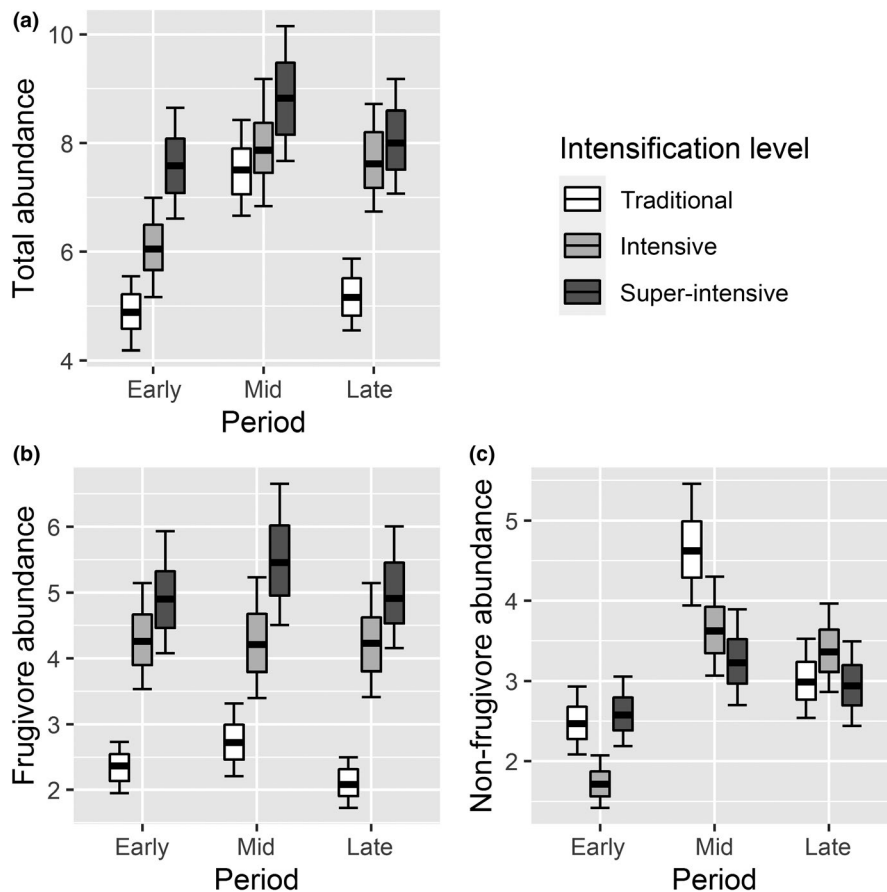 (a)
Total abundance
10
8
6
4
Early Mid Late
Period
Intensification level
Traditional
Intensive
Super-intensive
(b)
Frugivore abundance
6
5
4
3
2
Early Mid Late
Period
(c)
Non-frugivore abundance
5
4
3
2
Early Mid Late
Period